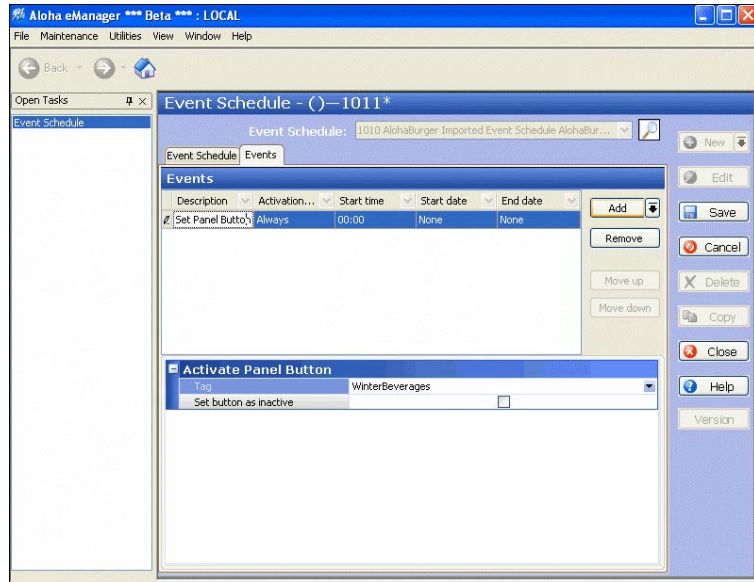 Aloha eManager *** Beta *** : LOCAL
File Maintenance Utilities View Window Help
Back
Open Tasks
Event Schedule
Event Schedule - ()—1011*
Event Schedule: 1010 AlohaBurger Imported Event Schedule AlohaBur...
Event Schedule Events
Events
Description Activation... Start time Start date End date
Set Panel Button Always 00:00 None None
Add
Remove
Move up
Move down
Activate Panel Button
Tag WinterBeverages
Set button as inactive
New
Edit
Save
Cancel
Delete
Copy
Close
Help
Version